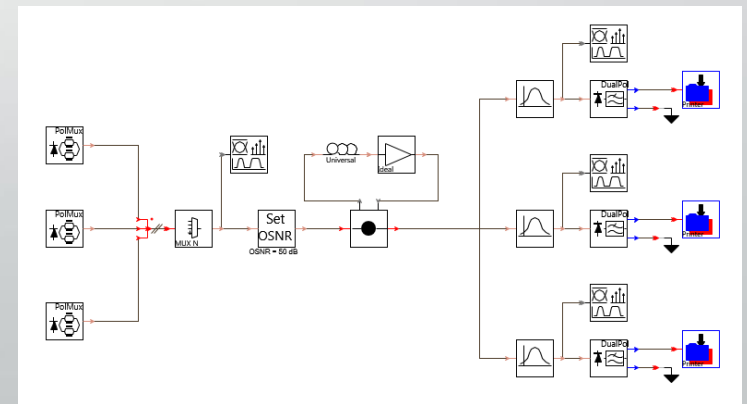 DualPol
Printer
PolMux
Universal
Ideal
MUX N
Set
OSNR
OSNR = 50 dB
PolMux
DualPol
Printer
PolMux
DualPol
Printer